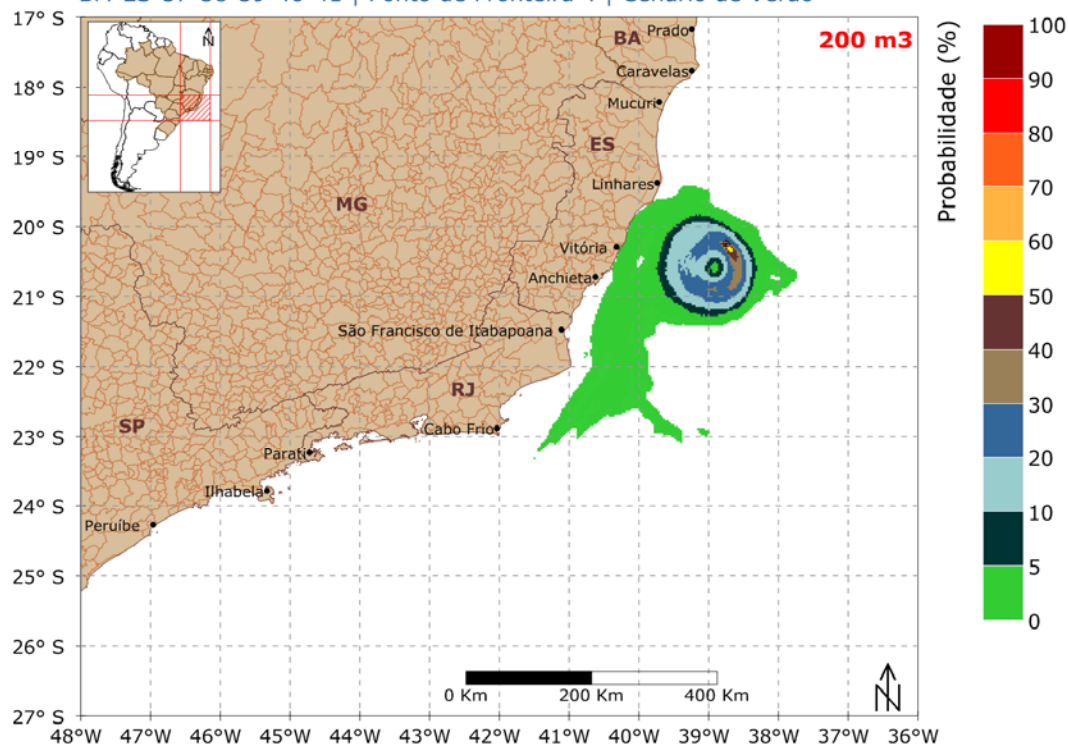 | Ponto de Fronteira | Cenário de Verão
200 m3
N
BA
Prado
Caravelas
Mucuri
ES
Linhares
MG
Vitória
Anchieta
São Francisco de Itabapoana
RJ
SP
Cabo Frio
Parati
Ilhabela
Peruíbe
17° S
18° S
19° S
20° S
21° S
22° S
23° S
24° S
25° S
26° S
27° S
0 Km 200 Km 400 Km
N
48°W 47°W 46°W 45°W 44°W 43°W 42°W 41°W 40°W 39°W 38°W 37°W 36°W
Probabilidade (%)
100
90
80
70
60
50
40
30
20
10
5
0